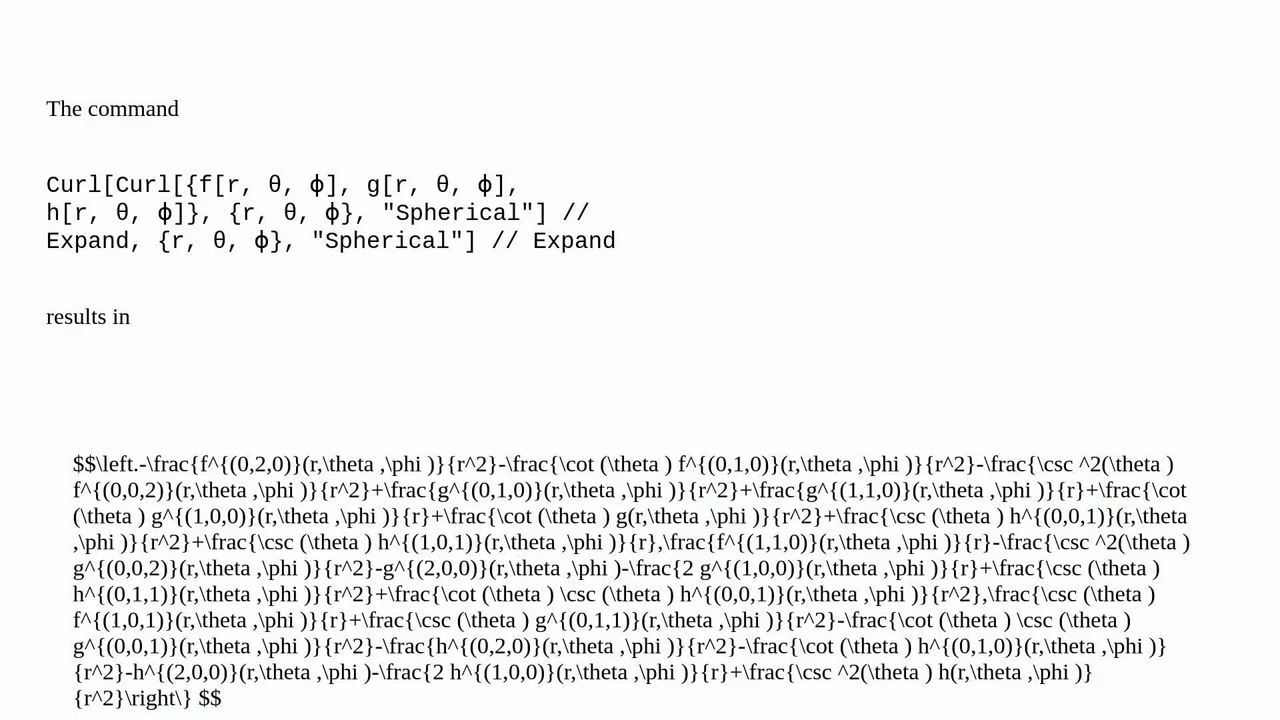 The command
Curl[Curl[{f[r, θ, ϕ], g[r, θ, ϕ],
h[r, θ, ϕ]}, {r, θ, ϕ}, "Spherical"] //
Expand, {r, θ, ϕ}, "Spherical"] // Expand
results in
$$\left.-\frac{f^{(0,2,0)}(r,\theta ,\phi )}{r^2}-\frac{\cot (\theta ) f^{(0,1,0)}(r,\theta ,\phi )}{r^2}-\frac{\csc ^2(\theta )
f^{(0,0,2)}(r,\theta ,\phi )}{r^2}+\frac{g^{(0,1,0)}(r,\theta ,\phi )}{r^2}+\frac{g^{(1,1,0)}(r,\theta ,\phi )}{r}+\frac{\cot
(\theta ) g^{(1,0,0)}(r,\theta ,\phi )}{r}+\frac{\cot (\theta ) g(r,\theta ,\phi )}{r^2}+\frac{\csc (\theta ) h^{(0,0,1)}(r,\theta
,\phi )}{r^2}+\frac{\csc (\theta ) h^{(1,0,1)}(r,\theta ,\phi )}{r},\frac{f^{(1,1,0)}(r,\theta ,\phi )}{r}-\frac{\csc ^2(\theta )
g^{(0,0,2)}(r,\theta ,\phi )}{r^2}-g^{(2,0,0)}(r,\theta ,\phi )-\frac{2 g^{(1,0,0)}(r,\theta ,\phi )}{r}+\frac{\csc (\theta )
h^{(0,1,1)}(r,\theta ,\phi )}{r^2}+\frac{\cot (\theta ) \csc (\theta ) h^{(0,0,1)}(r,\theta ,\phi )}{r^2},\frac{\csc (\theta )
f^{(1,0,1)}(r,\theta ,\phi )}{r}+\frac{\csc (\theta ) g^{(0,1,1)}(r,\theta ,\phi )}{r^2}-\frac{\cot (\theta ) \csc (\theta )
g^{(0,0,1)}(r,\theta ,\phi )}{r^2}-\frac{h^{(0,2,0)}(r,\theta ,\phi )}{r^2}-\frac{\cot (\theta ) h^{(0,1,0)}(r,\theta ,\phi )}
{r^2}-h^{(2,0,0)}(r,\theta ,\phi )-\frac{2 h^{(1,0,0)}(r,\theta ,\phi )}{r}+\frac{\csc ^2(\theta ) h(r,\theta ,\phi )}
{r^2}\right\} $$